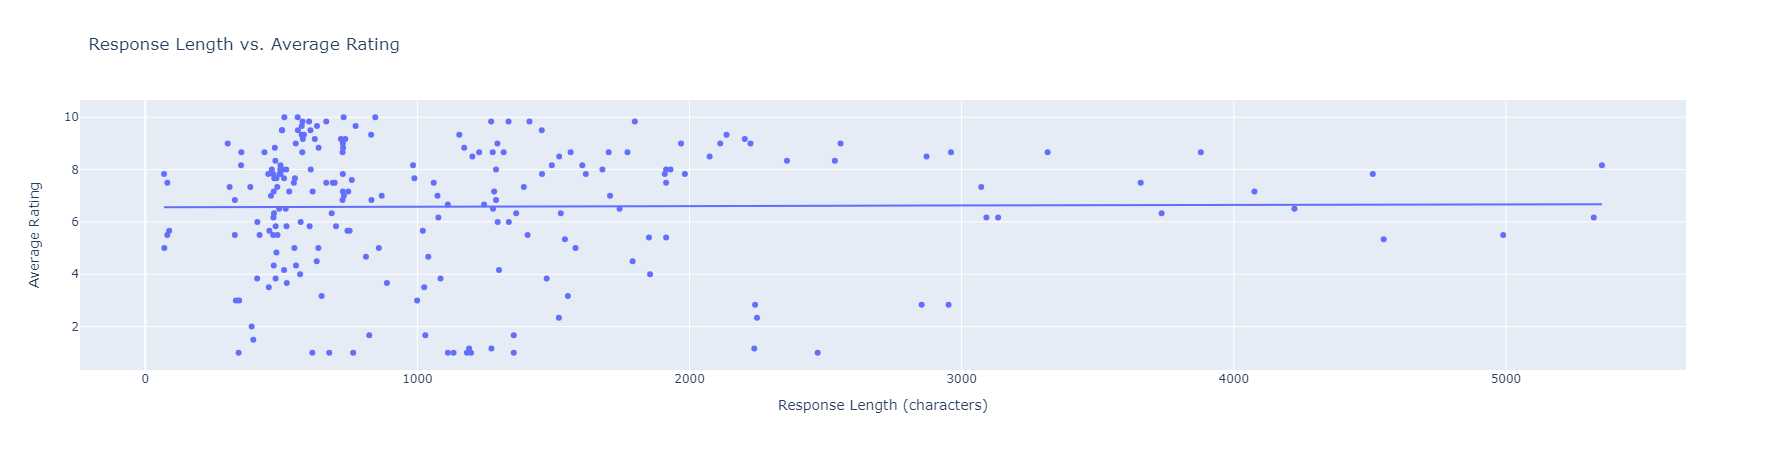 Response Length vs. Average Rating
10
8
6
4
2
Average Rating
0 1000 2000 3000 4000 5000
Response Length (characters)